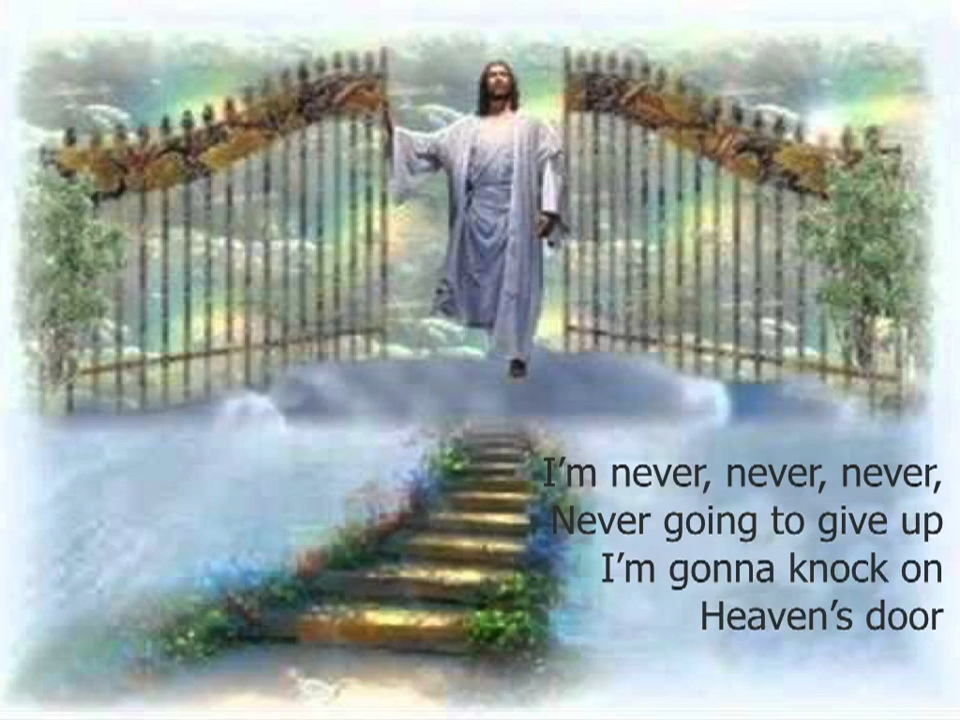 I’m never, never, never,
Never going to give up
I’m gonna knock on
Heaven’s door